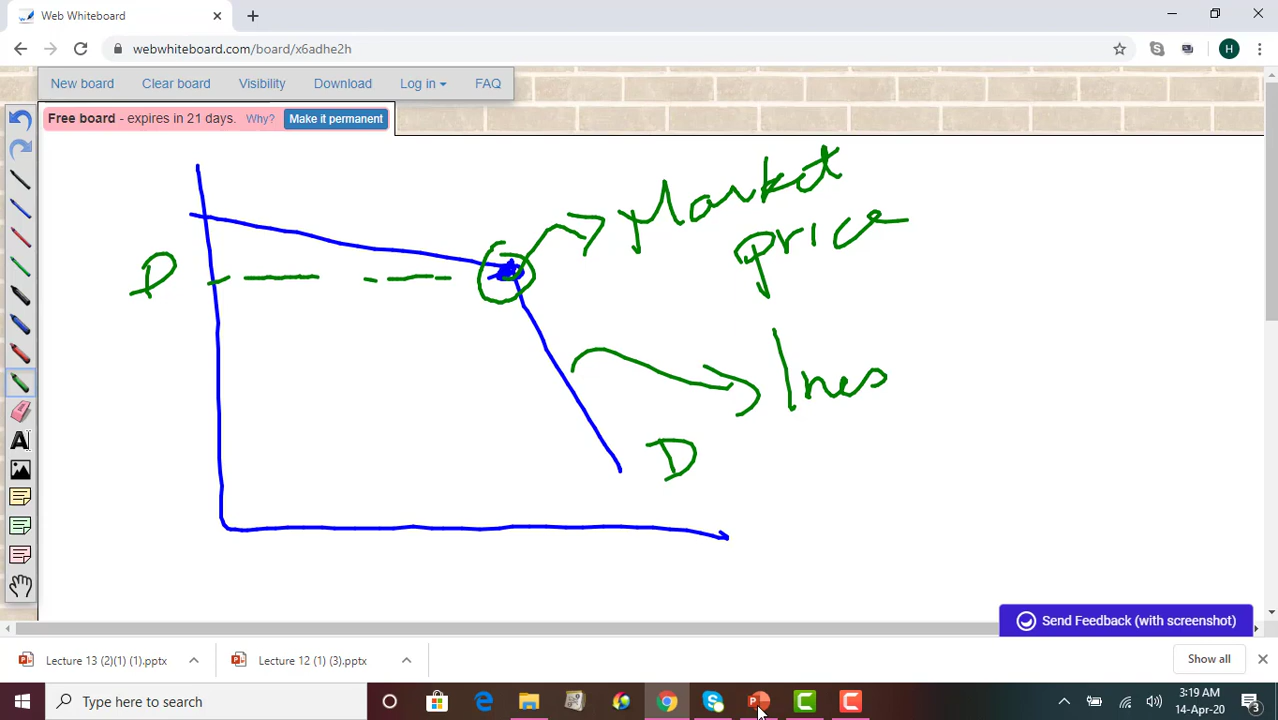 Web Whiteboard
webwhiteboard.com/board/x6adhe2h
H
New board Clear board Visibility Download Log in FAQ
Free board - expires in 21 days. Why? Make it permanent
Market
price
P
Ines
D
A
Send Feedback (with screenshot)
Lecture 13 (2)(1) (1).pptx Lecture 12 (1) (3).pptx Show all
Type here to search
3:19 AM
14-Apr-20
3